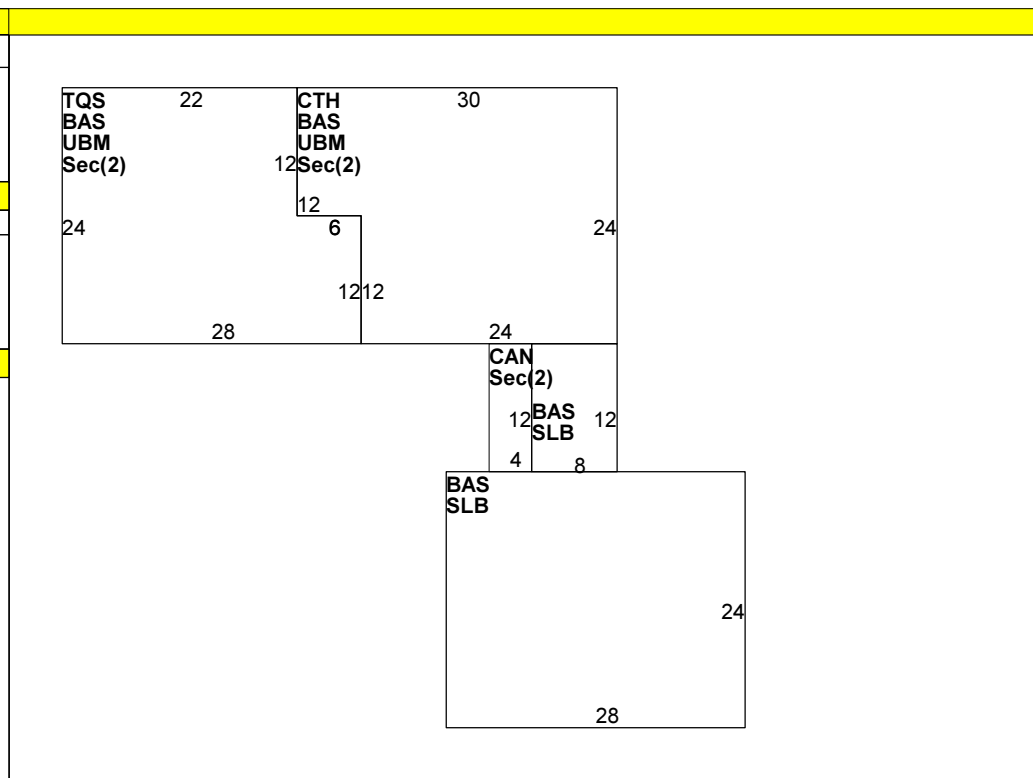 TQS 22 CTH 30
BAS BAS
UBM UBM
Sec(2) 12 Sec(2)
12
24 6 24
12 12
28 24
CAN
Sec(2)
12 BAS 12
SLB
4 8
BAS
SLB
24
28